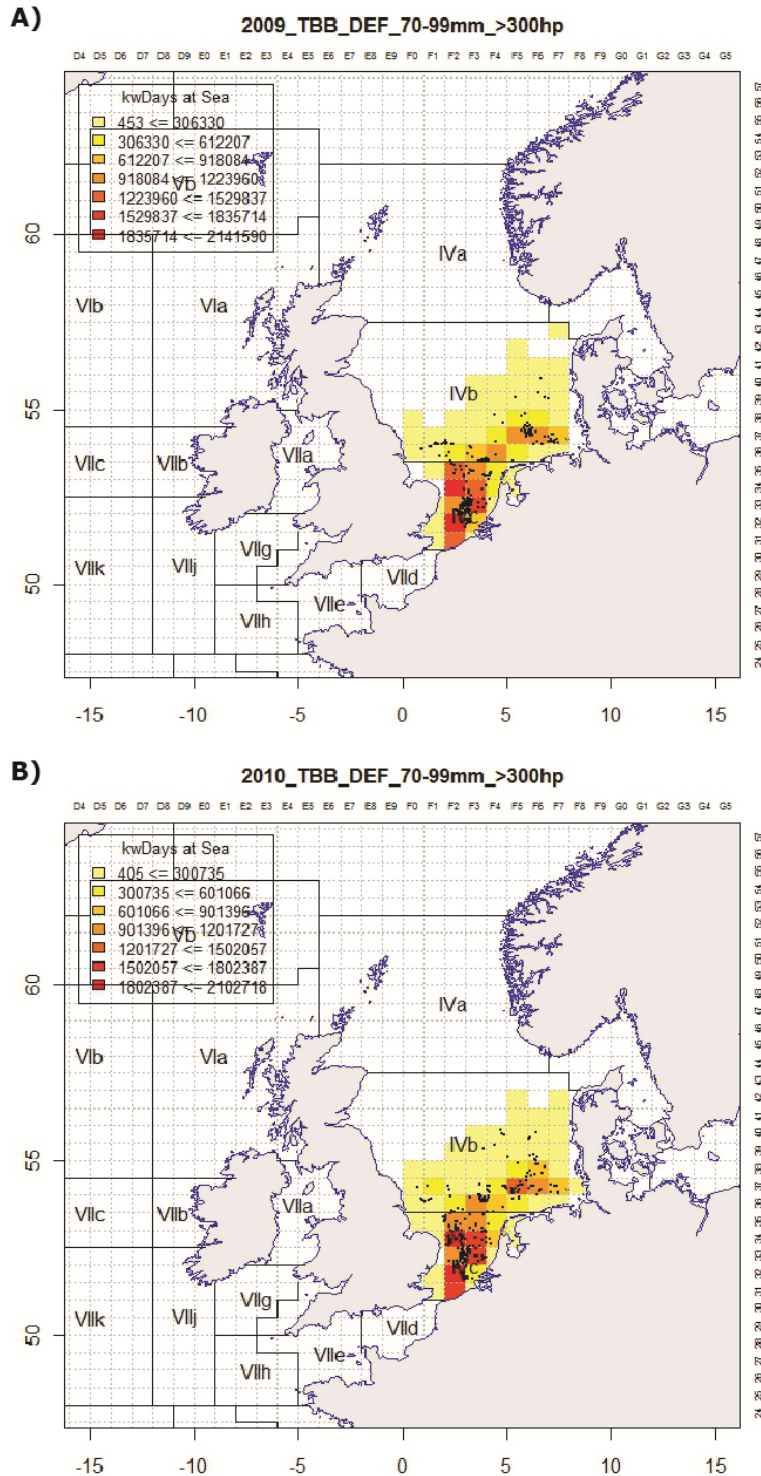 A)
2009_TBB_DEF_70-99mm_>300hp
D4 D5 D6 D7 D8 D9 E0 E1 E2 E3 E4 E5 E6 E7 E8 E9 F0 F1 F2 F3 F4 F5 F6 F7 F8 F9 G0 G1 G2 G3 G4 G5
kwDays at Sea
453 <= 306330
306330 <= 612207
612207 <= 918084
918084 <= 1223960
1223960 <= 1529837
1529837 <= 1835714
1835714 <= 2141590
Vb
IVa
VIb
VIa
IVb
VIIc
VIIb
VIIa
VIIk
VIIj
VIIg
VIIh
VIIe
VIId
60
55
50
-15 -10 -5 0 5 10 15
B)
2010_TBB_DEF_70-99mm_>300hp
D4 D5 D6 D7 D8 D9 E0 E1 E2 E3 E4 E5 E6 E7 E8 E9 F0 F1 F2 F3 F4 F5 F6 F7 F8 F9 G0 G1 G2 G3 G4 G5
kwDays at Sea
405 <= 300735
300735 <= 601066
601066 <= 901396
901396 <= 1201727
1201727 <= 1502057
1502057 <= 1802387
1802387 <= 2102718
Vb
IVa
VIb
VIa
IVb
VIIc
VIIb
VIIa
VIIk
VIIj
VIIg
VIIh
VIIe
VIId
60
55
50
-15 -10 -5 0 5 10 15